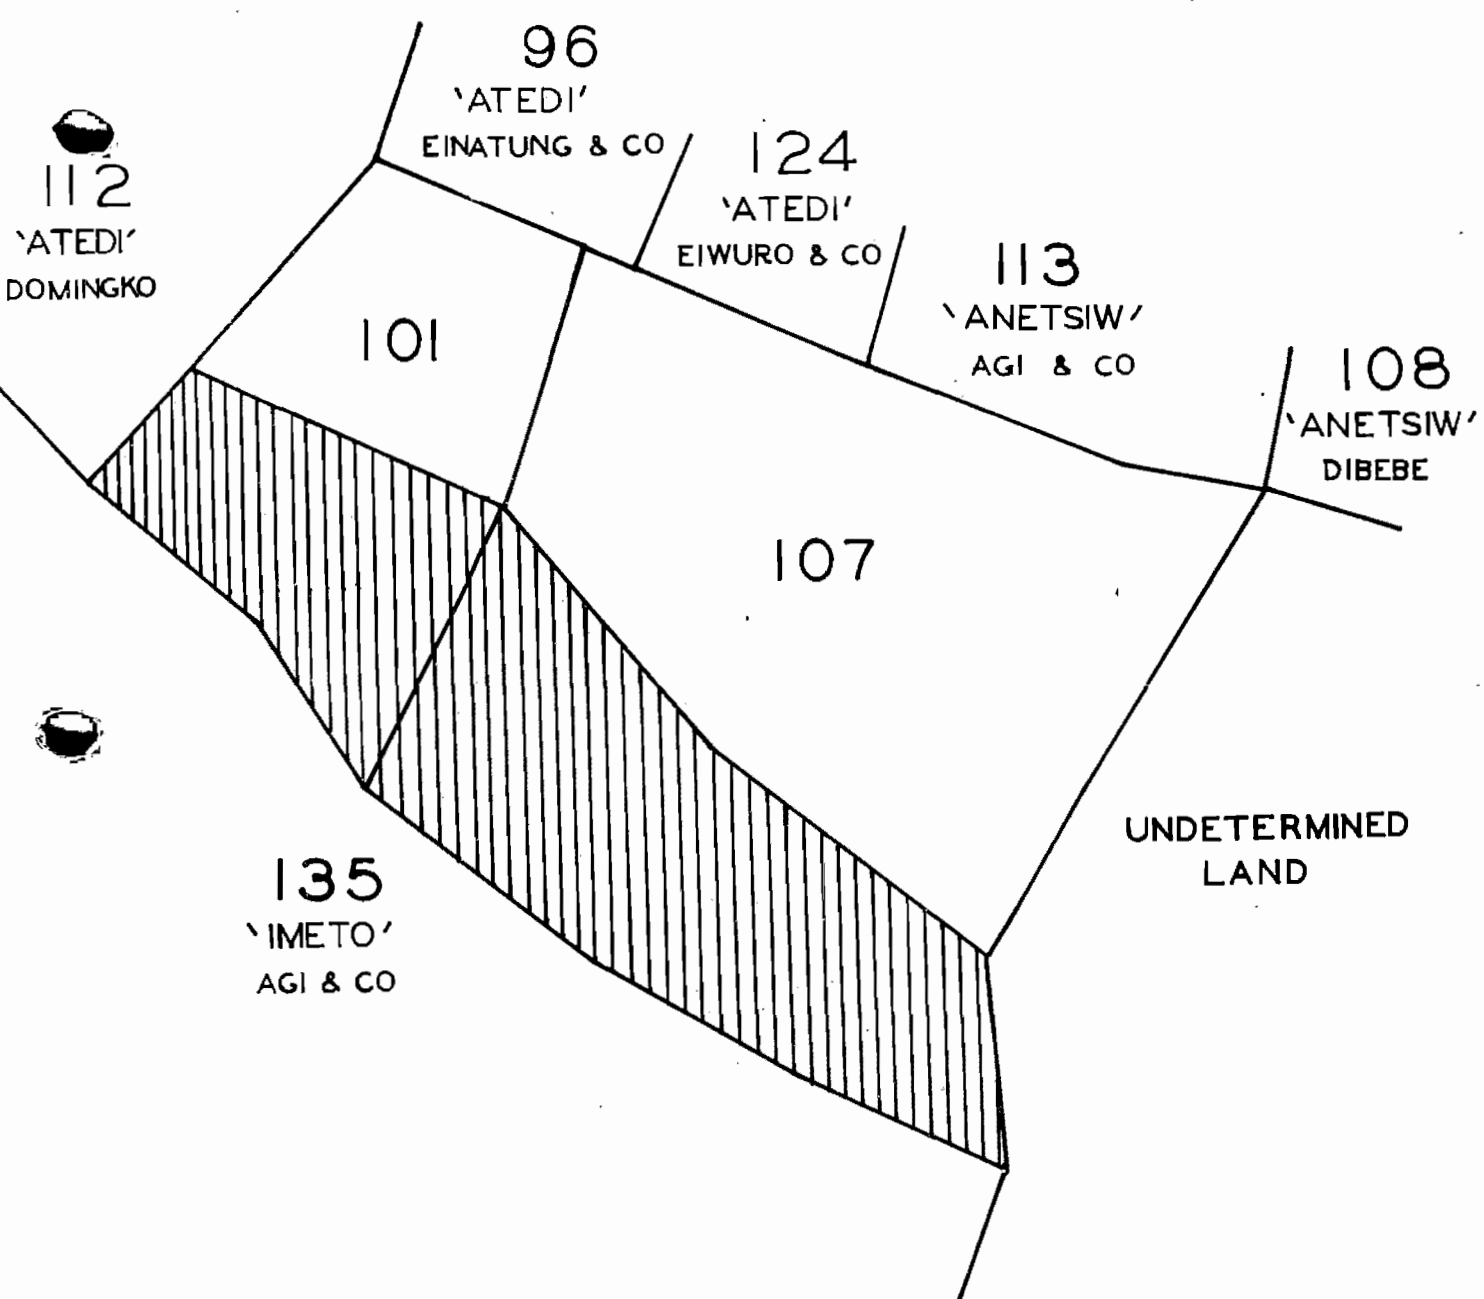 96
'ATEDI'
EINATUNG & CO
112
'ATEDI'
DOMINGKO
124
'ATEDI'
EIWURO & CO
113
'ANETSIW'
AGI & CO
101
108
'ANETSIW'
DIBEBE
107
UNDETERMINED
LAND
135
'IMETO'
AGI & CO